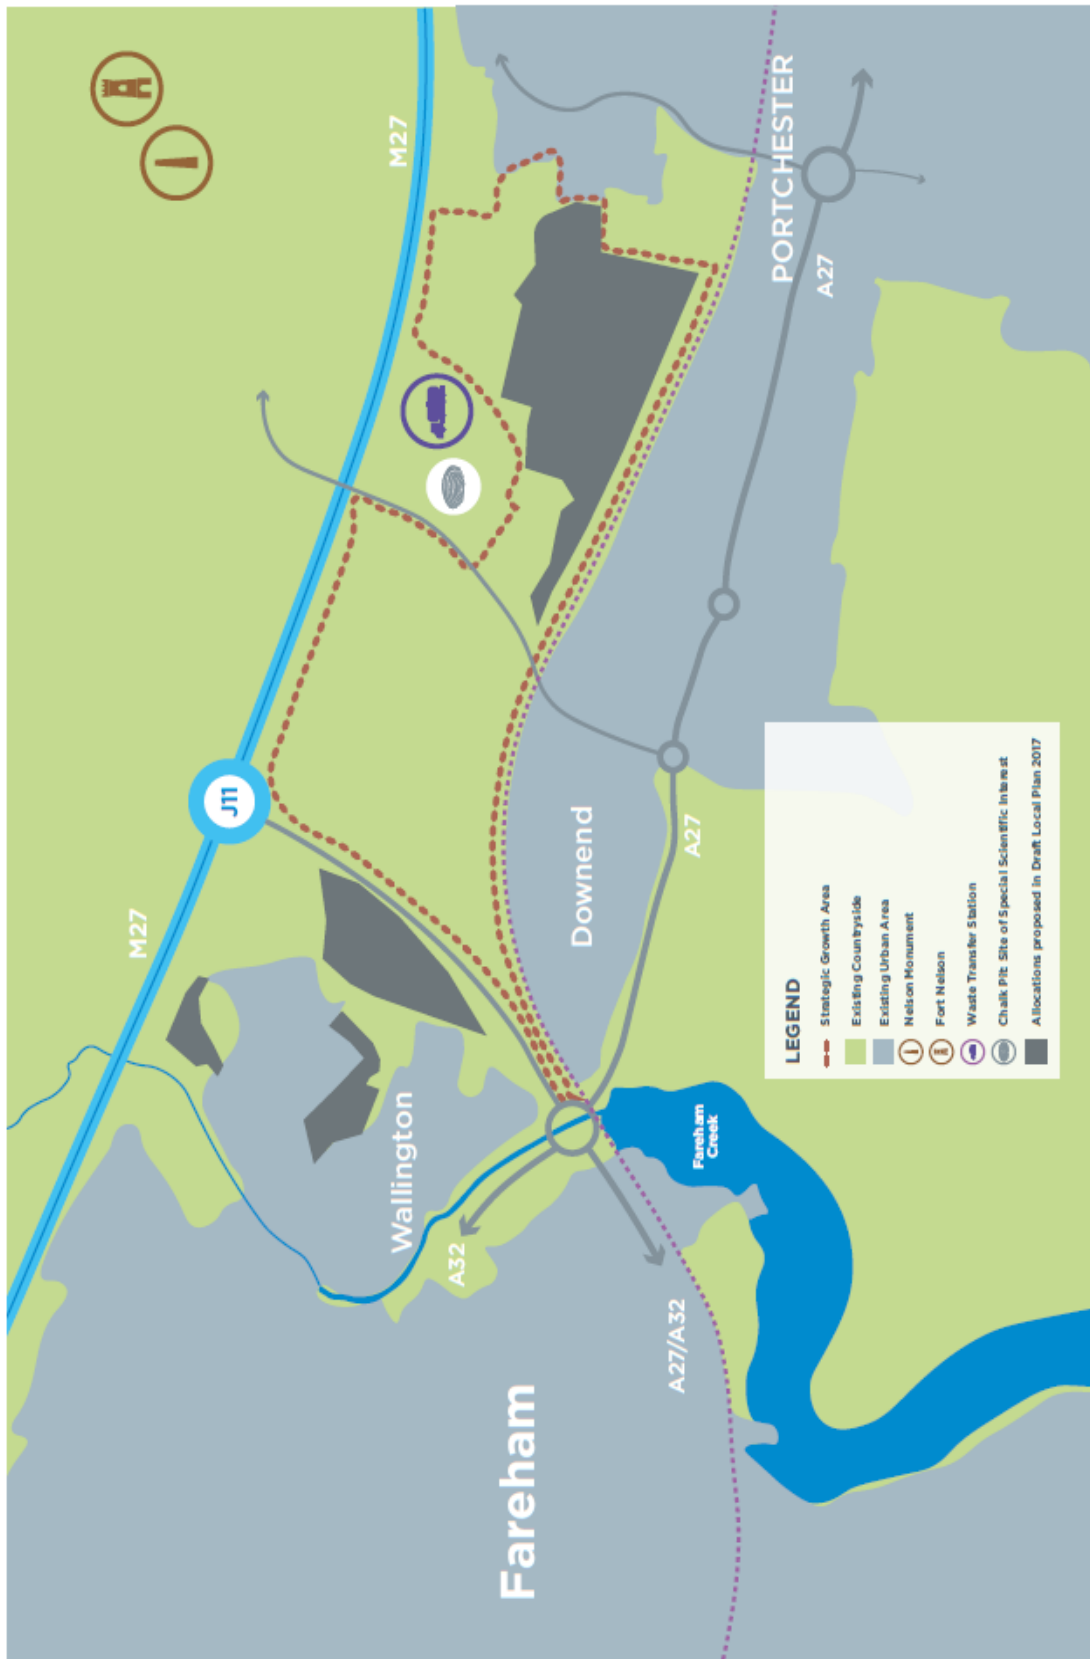 M27
J11
M27
Wallington
A32
Fareham
A27/A32
Fareham
Creek
Downend
A27
PORTCHESTER
A27
LEGEND
Strategic Growth Area
Existing Countryside
Existing Urban Area
Nelson Monument
Fort Nelson
Waste Transfer Station
Chalk Pit: Site of Special Scientific Interest
Allocations proposed in Draft Local Plan 2017